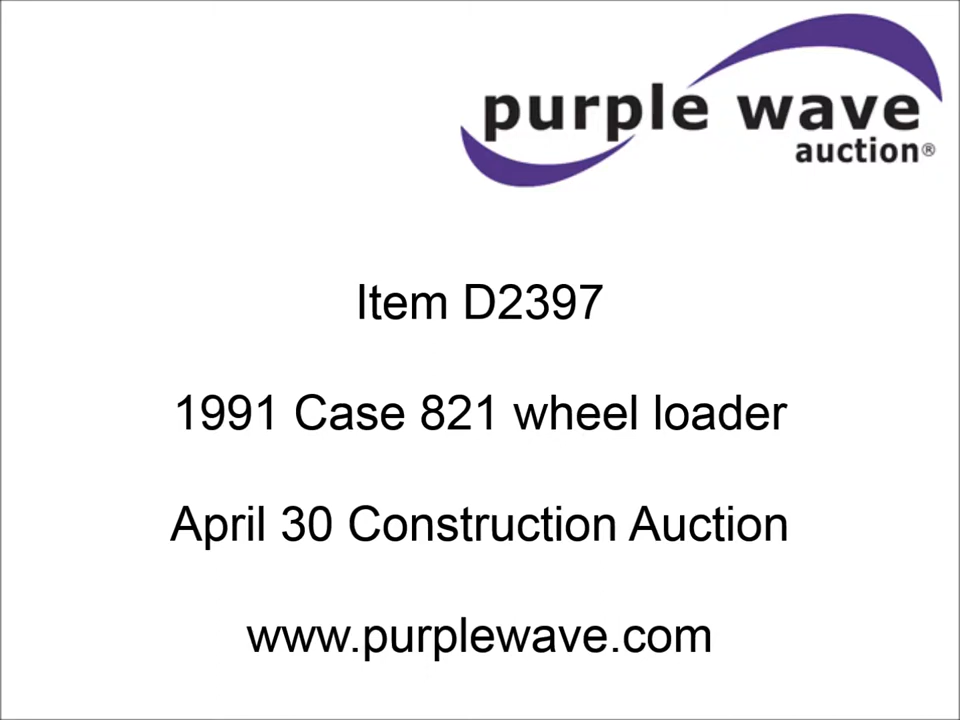 purple wave
auction®
Item D2397
1991 Case 821 wheel loader
April 30 Construction Auction
www.purplewave.com